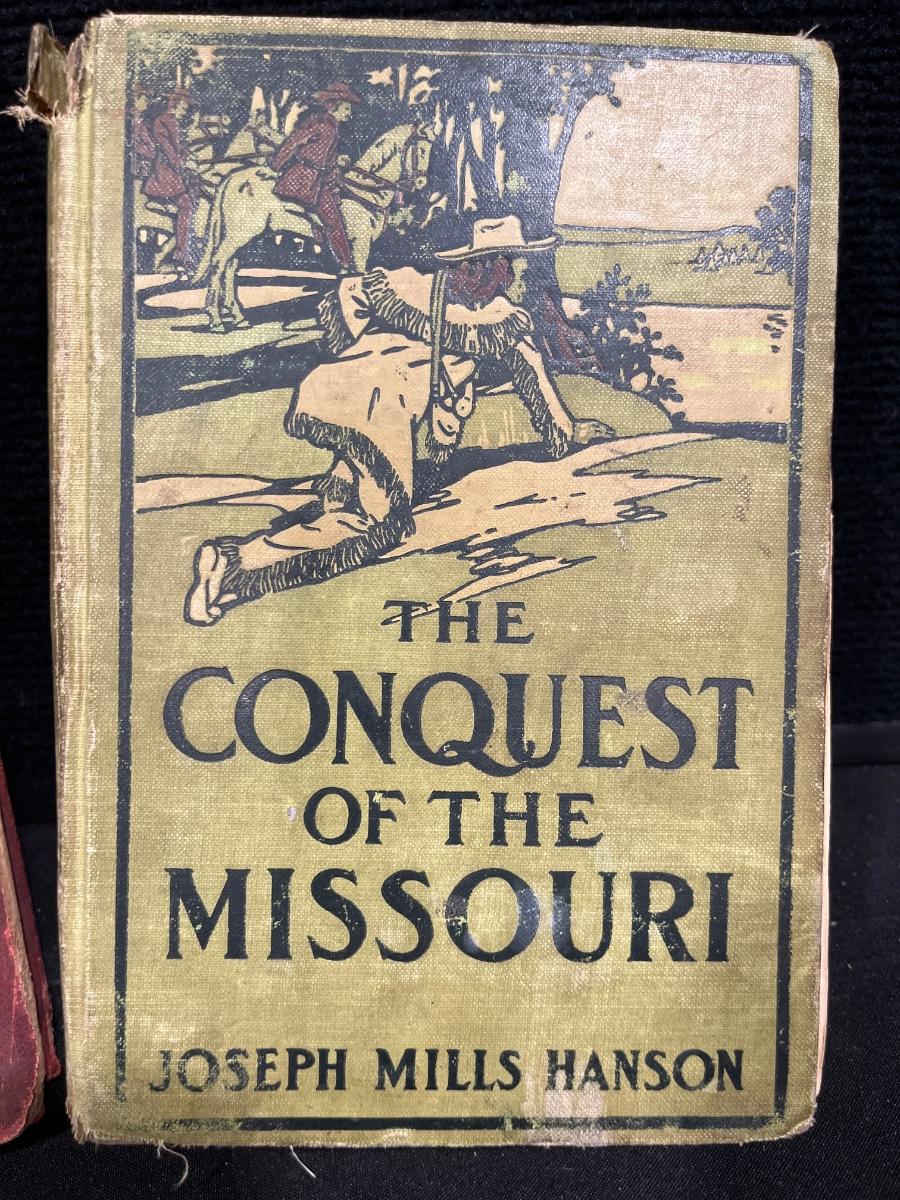 THE
CONQUEST
OF THE
MISSOURI
JOSEPH MILLS HANSON